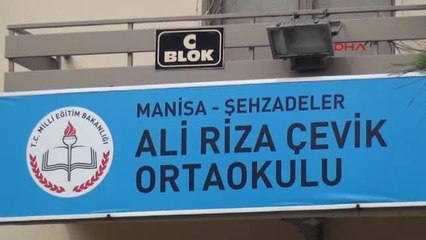 C
BLOK
DHA
MANİSA - ŞEHZADELER
ALİ RIZA ÇEVİK
ORTAOKULU
T.C. MİLLİ EĞİTİM BAKANLIĞI